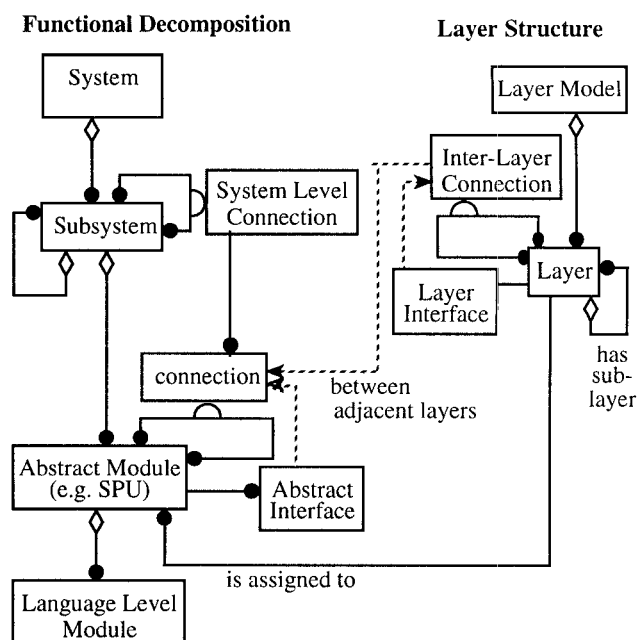 Functional Decomposition
Layer Structure
System
Layer Model
System Level
Connection
Inter-Layer
Connection
Subsystem
Layer
Layer
Interface
has
sub-
layer
connection
between
adjacent layers
Abstract Module
(e.g. SPU)
Abstract
Interface
is assigned to
Language Level
Module